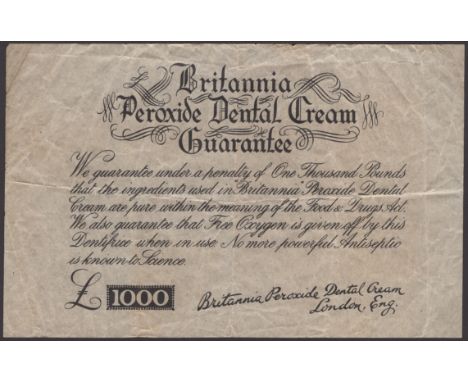 Britannia
Peroxide Dental Cream
Guarantee
We guarantee under a penalty of One Thousand Pounds
that the ingredients used in Britannia Peroxide Dental
Cream are pure within the meaning of the Food & Drugs Act.
We also guarantee that Free Oxygen is given off by this
Dentifrice when in use. No more powerful Antiseptic
is known to Science.
£ 1000
Britannia Peroxide Dental Cream
London, Eng.